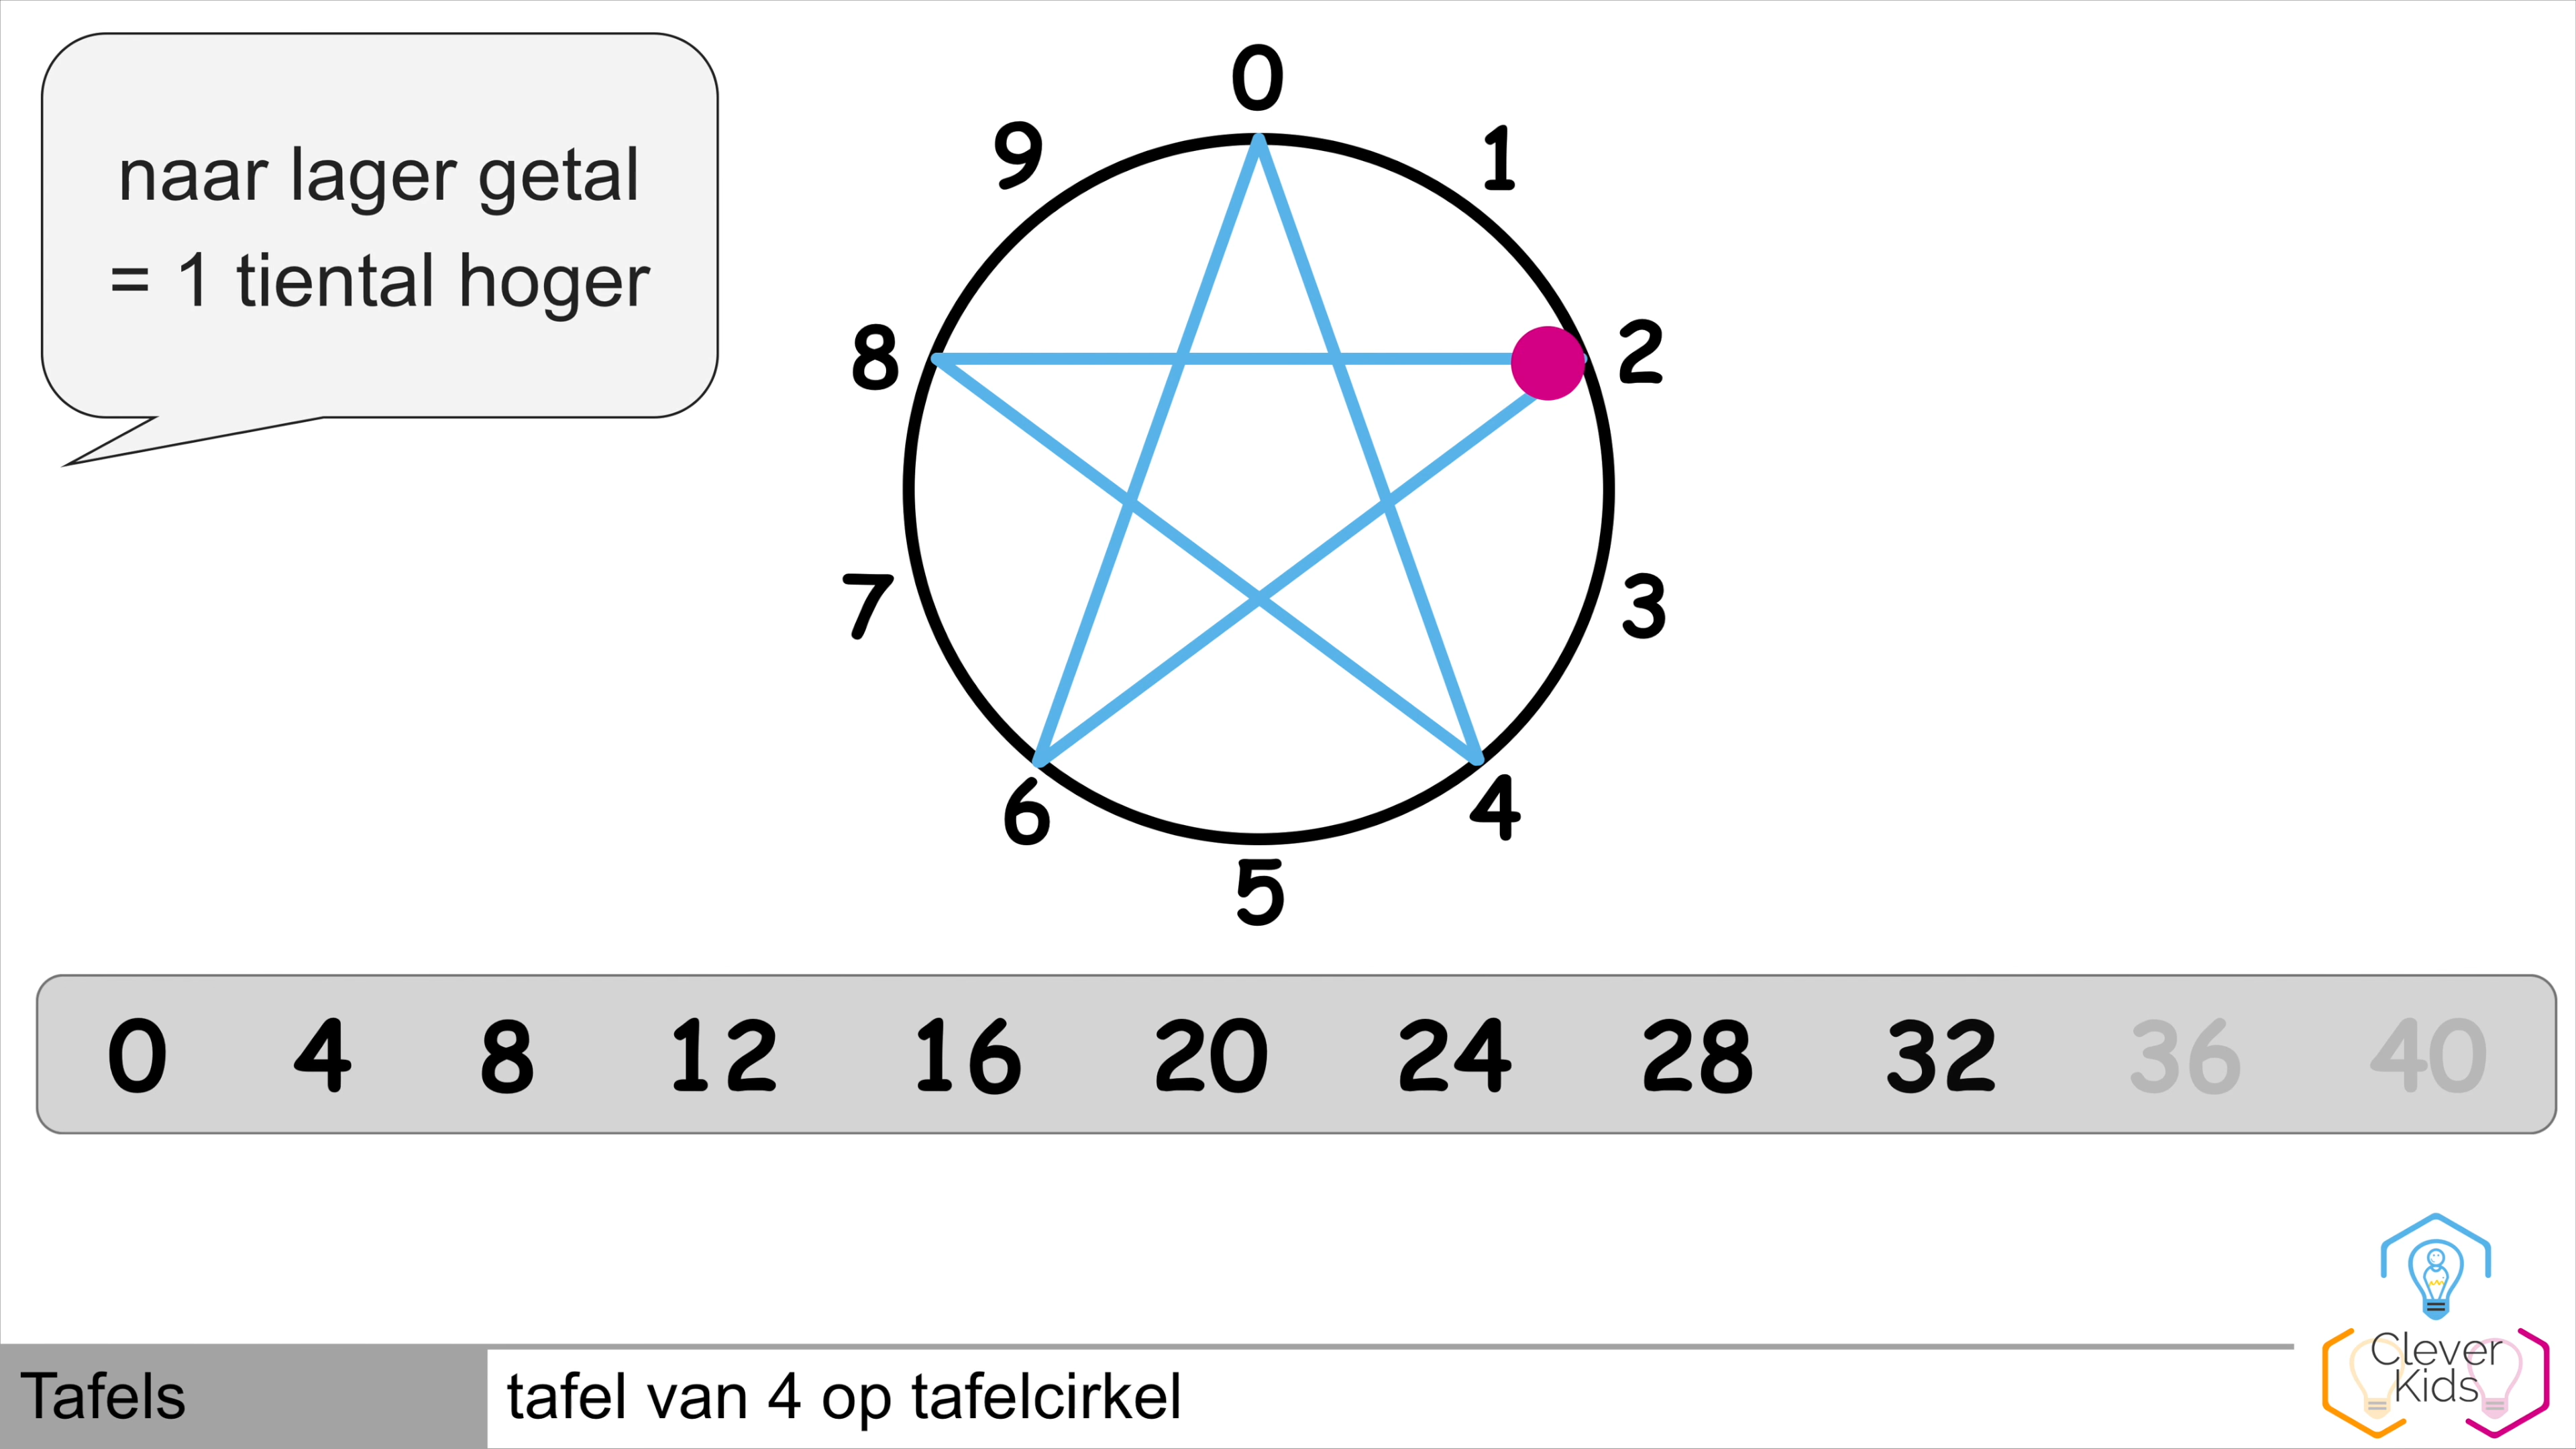 naar lager getal
= 1 tiental hoger
0
9
1
8
2
7
3
6
4
5
0 4 8 12 16 20 24 28 32 36 40
Clever
Kids
Tafels
tafel van 4 op tafelcirkel